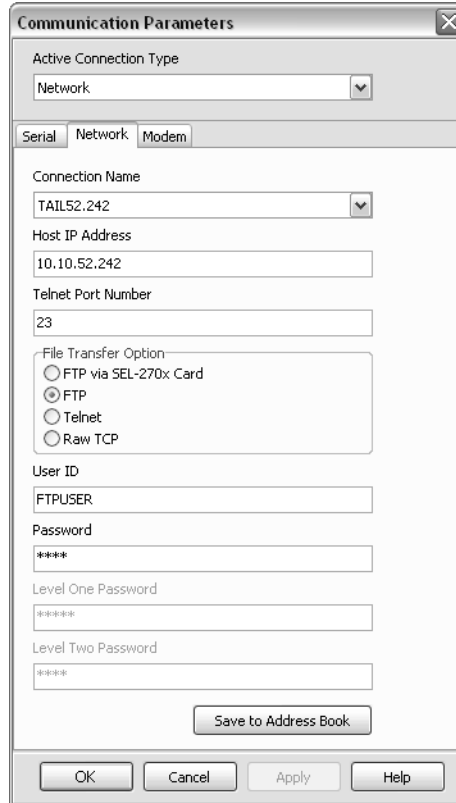 Communication Parameters
Active Connection Type
Network
Serial Network Modem
Connection Name
TAIL52.242
Host IP Address
10.10.52.242
Telnet Port Number
23
File Transfer Option
FTP via SEL-270x Card
FTP
Telnet
Raw TCP
User ID
FTPUSER
Password
****
Level One Password
*****
Level Two Password
****
Save to Address Book
OK Cancel Apply Help